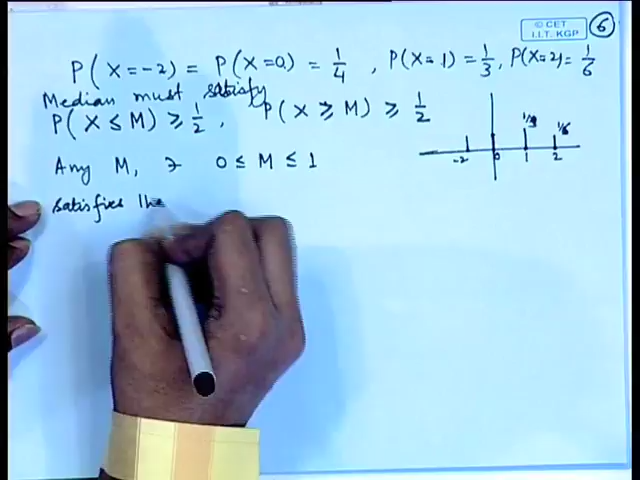 © CET
I.I.T. KGP
6
P(X=-2) = P(X=0) = 1/4 , P(X=1) = 1/3, P(X=2) = 1/6
Median must satisfy
P(X ≤ M) ≥ 1/2 , P(X ≥ M) ≥ 1/2
1/3 1/6
-2 0 1 2
Any M, ∋ 0 ≤ M ≤ 1
satisfies the